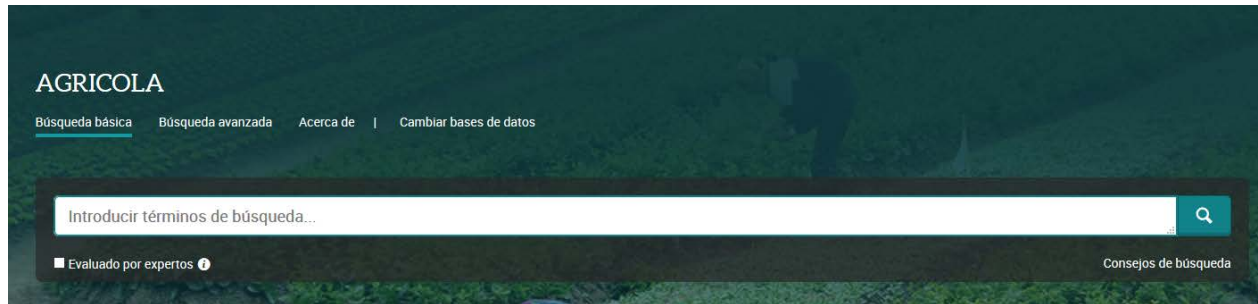 AGRICOLA
Búsqueda básica Búsqueda avanzada Acerca de | Cambiar bases de datos
Introducir términos de búsqueda...
Evaluado por expertos
Consejos de búsqueda